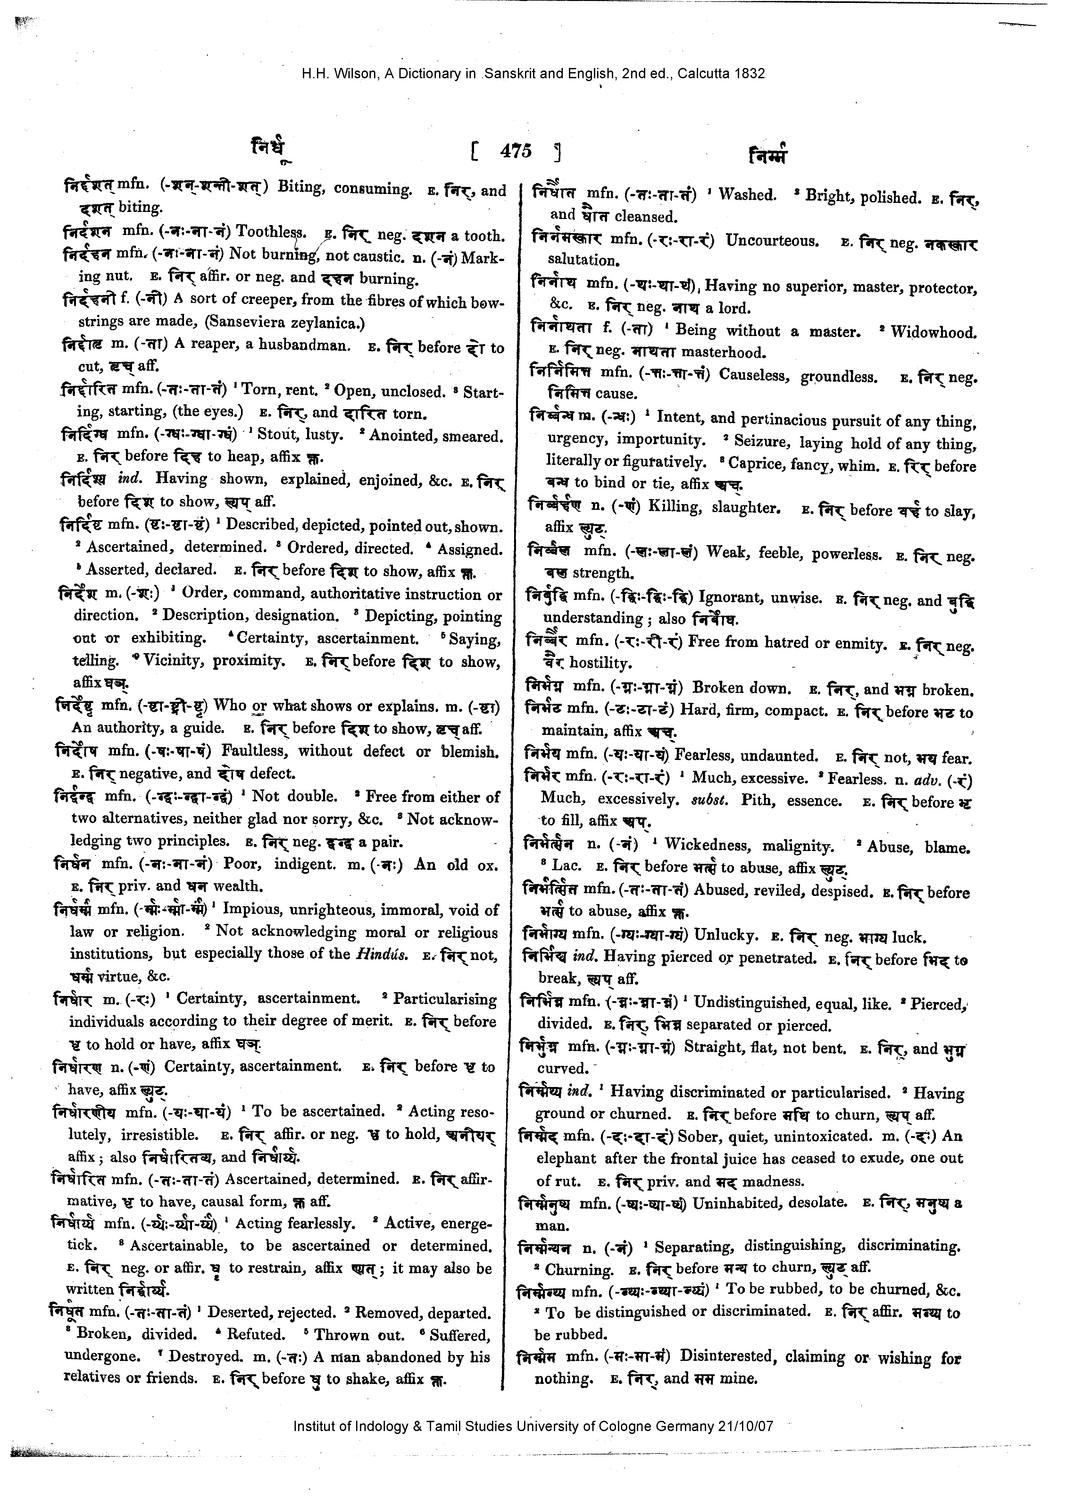 H.H. Wilson, A Dictionary in Sanskrit and English, 2nd ed., Calcutta 1832
निर्धू [ 475 ] निर्म्म
निर्दशत् mfn. (-शन्-शन्ती-शत्) Biting, consuming. E. निर्, and
दशत् biting.
निर्दशन mfn. (-नः-ना-नं) Toothless. E. निर् neg. दशन a tooth.
निर्दहन mfn. (-नः-ना-नं) Not burning, not caustic. n. (-नं) Mark-
ing nut. E. निर् affir. or neg. and दहन burning.
निर्दहनी f. (-नी) A sort of creeper, from the fibres of which bow-
strings are made, (Sanseviera zeylanica.)
निर्दातृ m. (-ता) A reaper, a husbandman. E. निर् before दो to
cut, तृच् aff.
निर्दारित mfn. (-तः-ता-तं) ¹ Torn, rent. ² Open, unclosed. ³ Start-
ing, starting, (the eyes.) E. निर्, and दारित torn.
निर्दिग्ध mfn. (-ग्धः-ग्धा-ग्धं) ¹ Stout, lusty. ² Anointed, smeared.
E. निर् before दिह to heap, affix क्त.
निर्दिश्य ind. Having shown, explained, enjoined, &c. E. निर्
before दिश to show, ल्यप् aff.
निर्दिष्ट mfn. (ष्टः-ष्टा-ष्टं) ¹ Described, depicted, pointed out, shown.
² Ascertained, determined. ³ Ordered, directed. ⁴ Assigned.
⁵ Asserted, declared. E. निर् before दिश to show, affix क्त.
निर्देश m. (-शः) ¹ Order, command, authoritative instruction or
direction. ² Description, designation. ³ Depicting, pointing
out or exhibiting. ⁴ Certainty, ascertainment. ⁵ Saying,
telling. ⁶ Vicinity, proximity. E. निर् before दिश to show,
affix घञ्.
निर्देष्टृ mfn. (-ष्टा-ष्ट्री-ष्टृ) Who or what shows or explains. m. (-ष्टा)
An authority, a guide. E. निर् before दिश to show, तृच् aff.
निर्दोष mfn. (-षः-षा-षं) Faultless, without defect or blemish.
E. निर् negative, and दोष defect.
निर्द्वन्द्व mfn. (-न्द्वः-न्द्वा-न्द्वं) ¹ Not double. ² Free from either of
two alternatives, neither glad nor sorry, &c. ³ Not acknow-
ledging two principles. E. निर् neg. द्वन्द्व a pair.
निर्धन mfn. (-नः-ना-नं) Poor, indigent. m. (-नः) An old ox.
E. निर् priv. and धन wealth.
निर्धर्म्म mfn. (-र्म्मः-र्म्मा-र्म्मं) ¹ Impious, unrighteous, immoral, void of
law or religion. ² Not acknowledging moral or religious
institutions, but especially those of the Hindús. E. निर् not,
धर्म्म virtue, &c.
निर्धार m. (-रः) ¹ Certainty, ascertainment. ² Particularising
individuals according to their degree of merit. E. निर् before
धृ to hold or have, affix घञ्
निर्धारण n. (-णं) Certainty, ascertainment. E. निर् before धृ to
have, affix ल्युट्.
निर्धारणीय mfn. (-यः-या-यं) ¹ To be ascertained. ² Acting reso-
lutely, irresistible. E. निर् affir. or neg. धृ to hold, अनीयर्
affix; also निर्धारितव्य, and निर्धार्य्य.
निर्धारित mfn. (-तः-ता-तं) Ascertained, determined. E. निर् affir-
mative, धृ to have, causal form, क्त aff.
निर्धार्य्य mfn. (-र्य्यः-र्य्या-र्य्यं) ¹ Acting fearlessly. ² Active, energe-
tick. ³ Ascertainable, to be ascertained or determined.
E. निर् neg. or affir. धृ to restrain, affix ण्यत्; it may also be
written निर्द्धार्य्य.
निर्धूत mfn. (-तः-ता-तं) ¹ Deserted, rejected. ² Removed, departed.
³ Broken, divided. ⁴ Refuted. ⁵ Thrown out. ⁶ Suffered,
undergone. ⁷ Destroyed. m. (-तः) A man abandoned by his
relatives or friends. E. निर् before धु to shake, affix क्त.
निर्धौत mfn. (-तः-ता-तं) ¹ Washed. ² Bright, polished. E. निर्,
and धौत cleansed.
निर्नमस्कार mfn. (-रः-रा-रं) Uncourteous. E. निर् neg. नमस्कार
salutation.
निर्नाथ mfn. (-थः-था-थं), Having no superior, master, protector,
&c. E. निर् neg. नाथ a lord.
निर्नाथता f. (-ता) ¹ Being without a master. ² Widowhood.
E. निर् neg. नाथता masterhood.
निर्निमित्त mfn. (-त्तः-त्ता-त्तं) Causeless, groundless. E. निर् neg.
निमित्त cause.
निर्ब्बन्ध m. (-न्धः) ¹ Intent, and pertinacious pursuit of any thing,
urgency, importunity. ² Seizure, laying hold of any thing,
literally or figuratively. ³ Caprice, fancy, whim. E. निर् before
बन्ध to bind or tie, affix अच्.
निर्ब्बर्हण n. (-णं) Killing, slaughter. E. निर् before बर्ह to slay,
affix ल्युट्.
निर्ब्बल mfn. (-लः-ला-लं) Weak, feeble, powerless. E. निर् neg.
बल strength.
निर्बुद्धि mfn. (-द्धिः-द्धिः-द्धि) Ignorant, unwise. E. निर् neg. and बुद्धि
understanding; also निर्बोध.
निर्ब्बैर mfn. (-रः-री-रं) Free from hatred or enmity. E. निर् neg.
वैर hostility.
निर्भग्न mfn. (-ग्नः-ग्ना-ग्नं) Broken down. E. निर्, and भग्न broken.
निर्भट mfn. (-टः-टा-टं) Hard, firm, compact. E. निर् before भट to
maintain, affix अच्.
निर्भय mfn. (-यः-या-यं) Fearless, undaunted. E. निर् not, भय fear.
निर्भर mfn. (-रः-रा-रं) ¹ Much, excessive. ² Fearless. n. adv. (-रं)
Much, excessively. subst. Pith, essence. E. निर् before भृ
to fill, affix अप्.
निर्भर्त्सन n. (-नं) ¹ Wickedness, malignity. ² Abuse, blame.
³ Lac. E. निर् before भर्त्स to abuse, affix ल्युट्.
निर्भर्त्सित mfn. (-तः-ता-तं) Abused, reviled, despised. E. निर् before
भर्त्स to abuse, affix क्त.
निर्भाग्य mfn. (-ग्यः-ग्या-ग्यं) Unlucky. E. निर् neg. भाग्य luck.
निर्भिद्य ind. Having pierced or penetrated. E. निर् before भिद to
break, ल्यप् aff.
निर्भिन्न mfn. (-न्नः-न्ना-न्नं) ¹ Undistinguished, equal, like. ² Pierced,
divided. E. निर्, भिन्न separated or pierced.
निर्भुग्न mfn. (-ग्नः-ग्ना-ग्नं) Straight, flat, not bent. E. निर्, and भुग्न
curved.
निर्म्मथ्य ind. ¹ Having discriminated or particularised. ² Having
ground or churned. E. निर् before मथि to churn, ल्यप् aff.
निर्म्मद mfn. (-दः-दा-दं) Sober, quiet, unintoxicated. m. (-दः) An
elephant after the frontal juice has ceased to exude, one out
of rut. E. निर् priv. and मद madness.
निर्म्मनुष्य mfn. (-ष्यः-ष्या-ष्यं) Uninhabited, desolate. E. निर्, मनुष्य a
man.
निर्म्मन्थन n. (-नं) ¹ Separating, distinguishing, discriminating.
² Churning. E. निर् before मन्थ to churn, ल्युट् aff.
निर्म्मन्थ्य mfn. (-न्थ्यः-न्थ्या-न्थ्यं) ¹ To be rubbed, to be churned, &c.
² To be distinguished or discriminated. E. निर् affir. मन्थ्य to
be rubbed.
निर्म्मम mfn. (-मः-मा-मं) Disinterested, claiming or wishing for
nothing. E. निर्, and मम mine.
Institut of Indology & Tamil Studies University of Cologne Germany 21/10/07